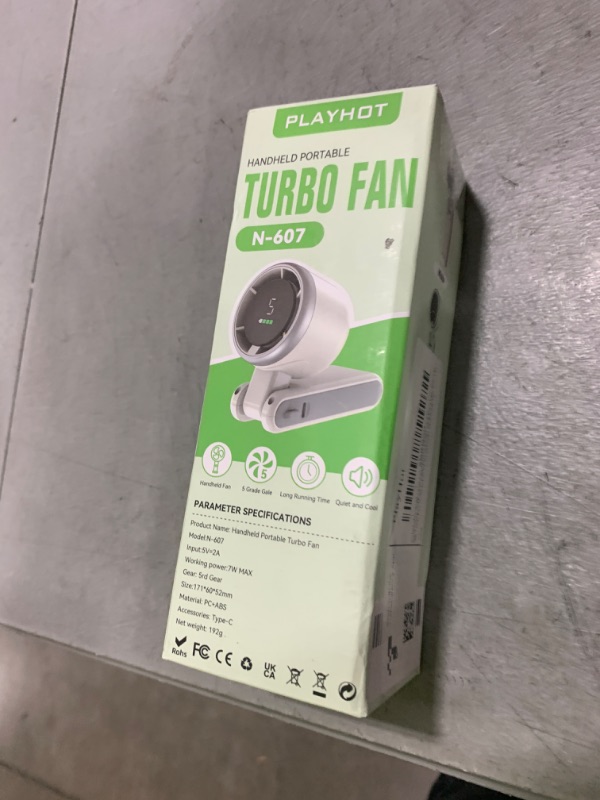 PLAYHOT
HANDHELD PORTABLE
TURBO FAN
N-607
5
5
Handheld Fan
5 Grade Gale
Long Running Time
Quiet and Cool
PARAMETER SPECIFICATIONS
Product Name: Handheld Portable Turbo Fan
Model:N-607
Input:5V=2A
Working power:7W MAX
Gear: 5rd Gear
Size:171*60*52mm
Material: PC+ABS
Accessories: Type-C
Net weight: 192g
RoHS FC CE UK CA